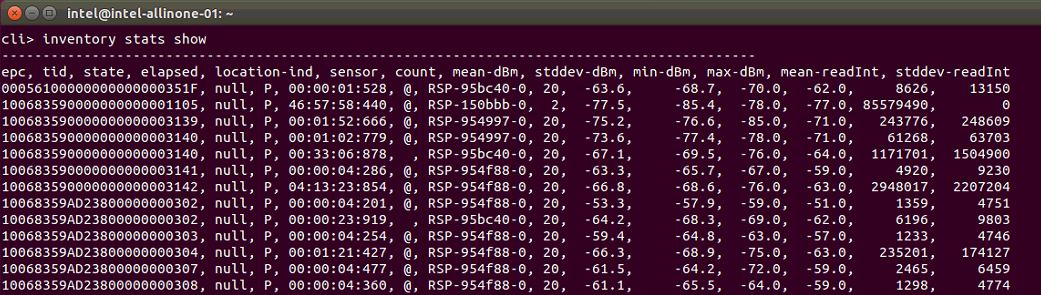 intel@intel-allinone-01: ~
cli> inventory stats show
--------------------------------------------------------------------------------------------
epc, tid, state, elapsed, location-ind, sensor, count, mean-dBm, stddev-dBm, min-dBm, max-dBm, mean-readInt, stddev-readInt
00056100000000000000351F, null, P, 00:00:01:528, @, RSP-95bc40-0, 20, -63.6, -68.7, -70.0, -62.0, 8626, 13150
100683590000000000001105, null, P, 46:57:58:440, @, RSP-150bbb-0, 2, -77.5, -85.4, -78.0, -77.0, 85579490, 0
100683590000000000003139, null, P, 00:01:52:666, @, RSP-954997-0, 20, -75.2, -76.6, -85.0, -71.0, 243776, 248609
100683590000000000003140, null, P, 00:01:02:779, @, RSP-954997-0, 20, -73.6, -77.4, -78.0, -71.0, 61268, 63703
100683590000000000003140, null, P, 00:33:06:878, , RSP-95bc40-0, 20, -67.1, -69.5, -76.0, -64.0, 1171701, 1504900
100683590000000000003141, null, P, 00:00:04:286, @, RSP-954f88-0, 20, -63.3, -65.7, -67.0, -59.0, 4920, 9230
100683590000000000003142, null, P, 04:13:23:854, @, RSP-954f88-0, 20, -66.8, -68.6, -76.0, -63.0, 2948017, 2207204
10068359AD23800000000302, null, P, 00:00:04:201, @, RSP-954f88-0, 20, -53.3, -57.9, -59.0, -51.0, 1359, 4751
10068359AD23800000000302, null, P, 00:00:23:919, , RSP-95bc40-0, 20, -64.2, -68.3, -69.0, -62.0, 6196, 9803
10068359AD23800000000303, null, P, 00:00:04:254, @, RSP-954f88-0, 20, -59.4, -64.8, -63.0, -57.0, 1233, 4746
10068359AD23800000000304, null, P, 00:01:21:427, @, RSP-954f88-0, 20, -66.3, -68.9, -75.0, -63.0, 235201, 174127
10068359AD23800000000307, null, P, 00:00:04:477, @, RSP-954f88-0, 20, -61.5, -64.2, -72.0, -59.0, 2465, 6459
10068359AD23800000000308, null, P, 00:00:04:360, @, RSP-954f88-0, 20, -61.1, -65.5, -64.0, -59.0, 1298, 4774